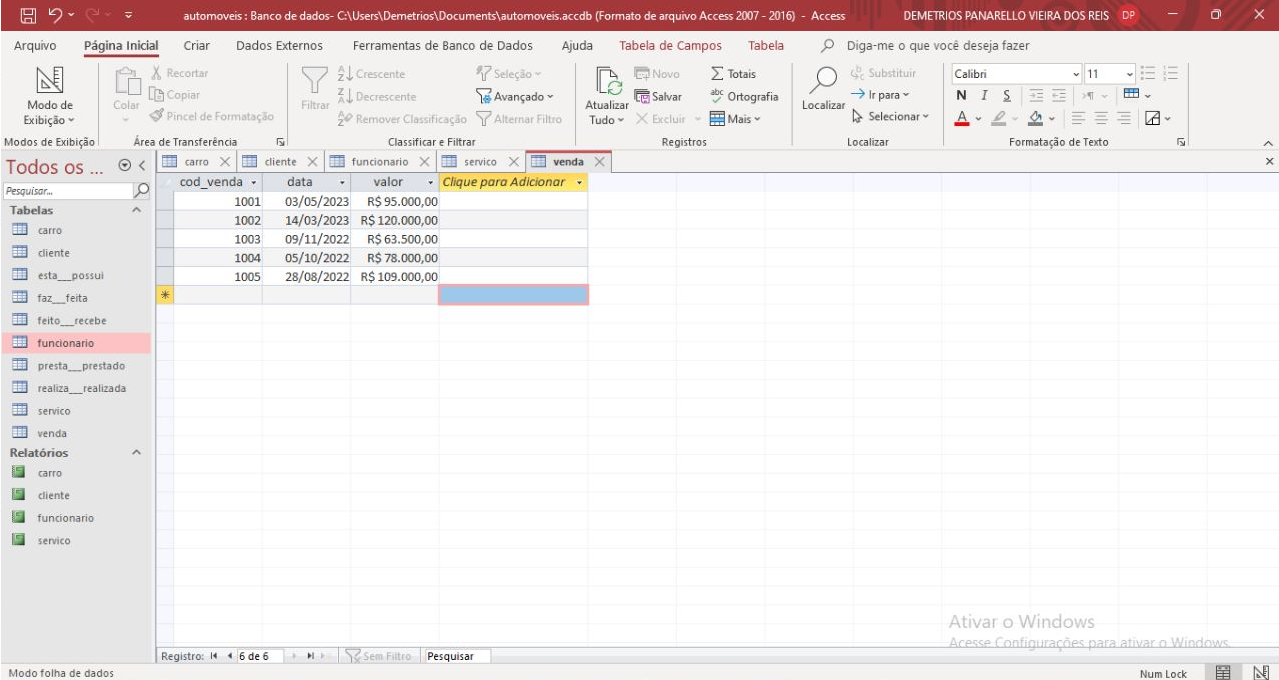 automoveis : Banco de dados- C:\Users\Demetrios\Documents\automoveis.accdb (Formato de arquivo Access 2007 - 2016) - Access
DEMETRIOS PANARELLO VIEIRA DOS REIS DP
Arquivo Página Inicial Criar Dados Externos Ferramentas de Banco de Dados Ajuda Tabela de Campos Tabela Diga-me o que você deseja fazer
Modo de
Exibição
Modos de Exibição
Colar
Recortar
Copiar
Pincel de Formatação
Área de Transferência
Filtrar
Crescente
Decrescente
Remover Classificação
Seleção
Avançado
Alternar Filtro
Classificar e Filtrar
Atualizar
Tudo
Novo
Salvar
Excluir
Totais
Ortografia
Mais
Registros
Localizar
Substituir
Ir para
Selecionar
Localizar
Calibri 11
N I S
A
Formatação de Texto
Todos os ...
Pesquisar...
Tabelas
carro
cliente
esta___possui
faz___feita
feito___recebe
funcionario
presta___prestado
realiza___realizada
servico
venda
Relatórios
carro
cliente
funcionario
servico
carro cliente funcionario servico venda
cod_venda data valor Clique para Adicionar
1001 03/05/2023 R$ 95.000,00
1002 14/03/2023 R$ 120.000,00
1003 09/11/2022 R$ 63.500,00
1004 05/10/2022 R$ 78.000,00
1005 28/08/2022 R$ 109.000,00
Ativar o Windows
Acesse Configurações para ativar o Windows.
Registro: 6 de 6 Sem Filtro Pesquisar
Modo folha de dados
Num Lock